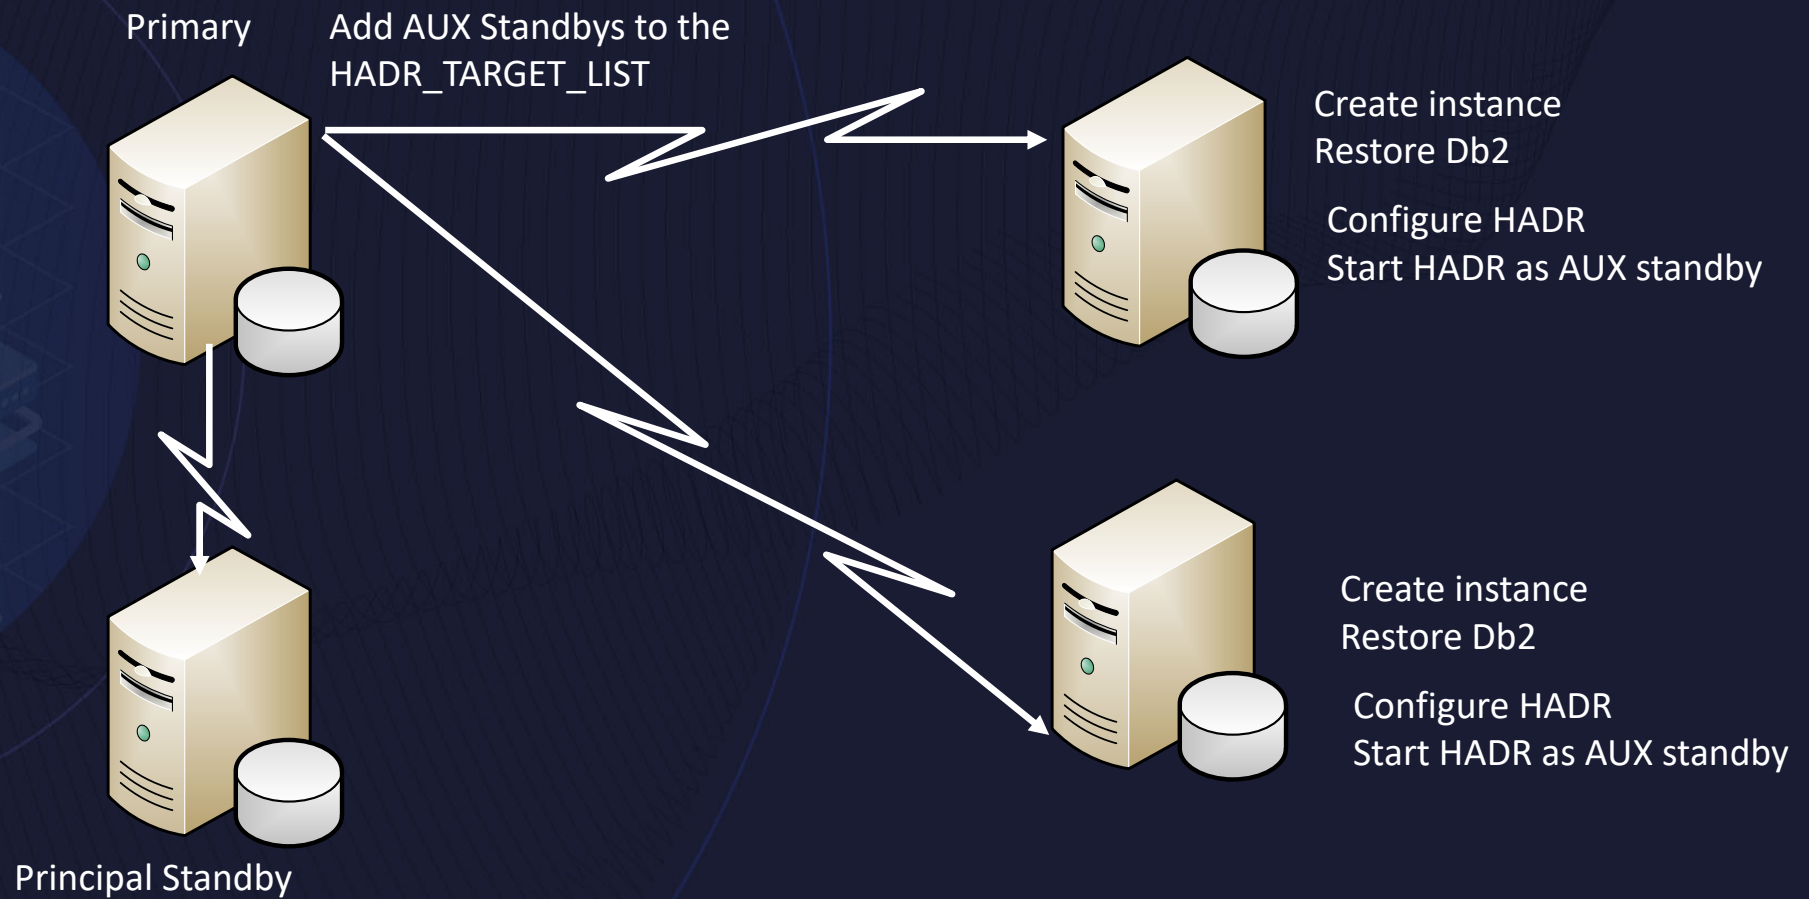 Primary
Add AUX Standbys to the
HADR_TARGET_LIST
Create instance
Restore Db2
Configure HADR
Start HADR as AUX standby
Create instance
Restore Db2
Configure HADR
Start HADR as AUX standby
Principal Standby